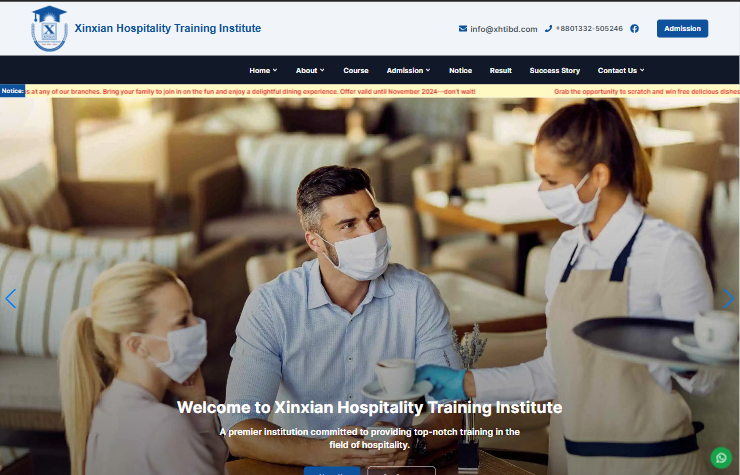 Xinxian Hospitality Training Institute
info@xhtibd.com
+8801332-505246
Admission
Home
About
Course
Admission
Notice
Result
Success Story
Contact Us
Notice:
s at any of our branches. Bring your family to join in on the fun and enjoy a delightful dining experience. Offer valid until November 2024—don't wait!
Grab the opportunity to scratch and win free delicious dishes
Welcome to Xinxian Hospitality Training Institute
A premier institution committed to providing top-notch training in the
field of hospitality.